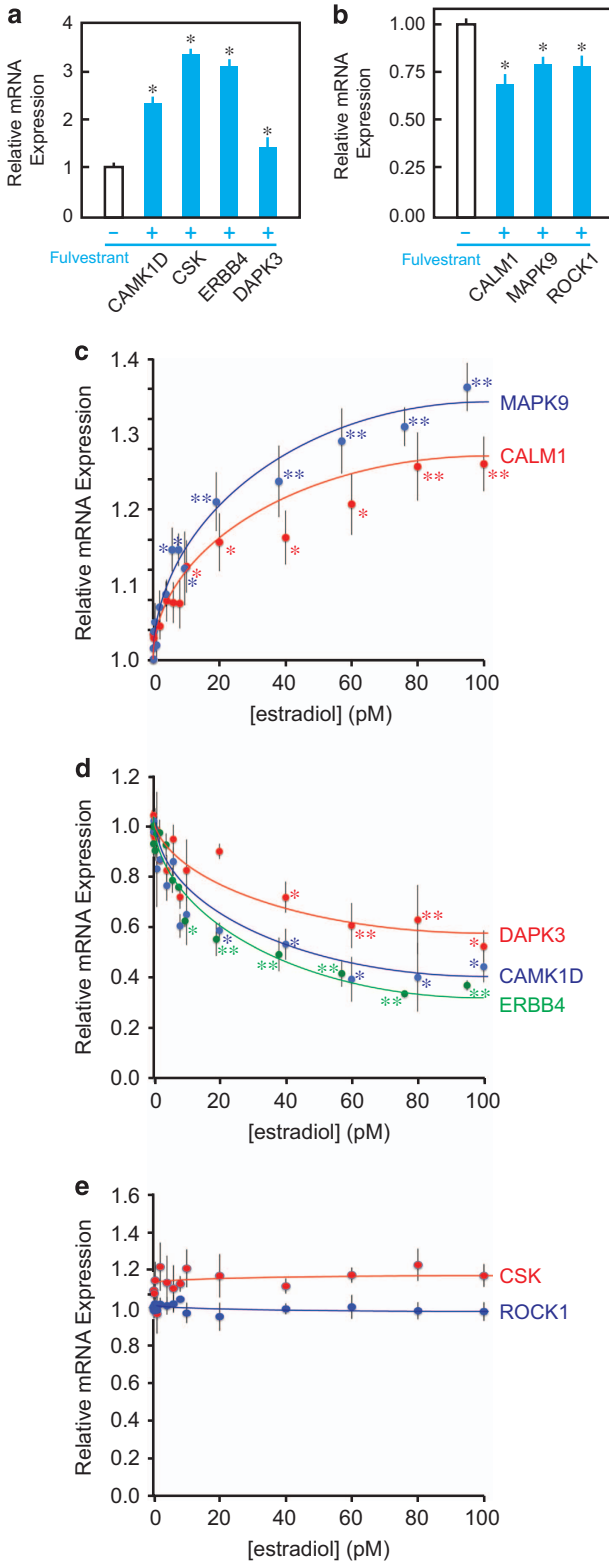 a
Relative mRNA
Expression
4
3
2
1
0
*
*
*
*
– + + + +
Fulvestrant
CAMK1D
CSK
ERBB4
DAPK3
b
Relative mRNA
Expression
1.00
0.75
0.50
0.25
0.00
*
*
*
– + + +
Fulvestrant
CALM1
MAPK9
ROCK1
c
Relative mRNA Expression
1.4
1.3
1.2
1.1
1.0
**
**
**
**
**
*
*
*
*
*
*
*
**
**
MAPK9
CALM1
0 20 40 60 80 100
[estradiol] (pM)
d
Relative mRNA Expression
1.2
1.0
0.8
0.6
0.4
0.2
0.0
*
**
**
*
*
*
*
*
*
*
**
**
**
**
**
DAPK3
CAMK1D
ERBB4
0 20 40 60 80 100
[estradiol] (pM)
e
Relative mRNA Expression
1.6
1.4
1.2
1.0
0.8
0.6
0.4
0.2
0.0
CSK
ROCK1
0 20 40 60 80 100
[estradiol] (pM)